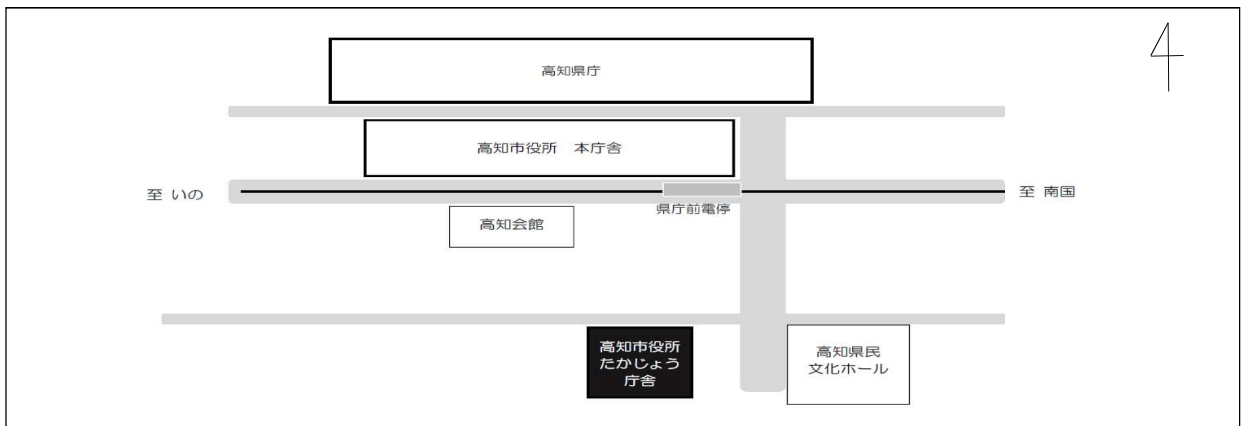 高知県庁
高知市役所　本庁舎
至 いの
至 南国
県庁前電停
高知会館
高知市役所
たかじょう
庁舎
高知県民
文化ホール